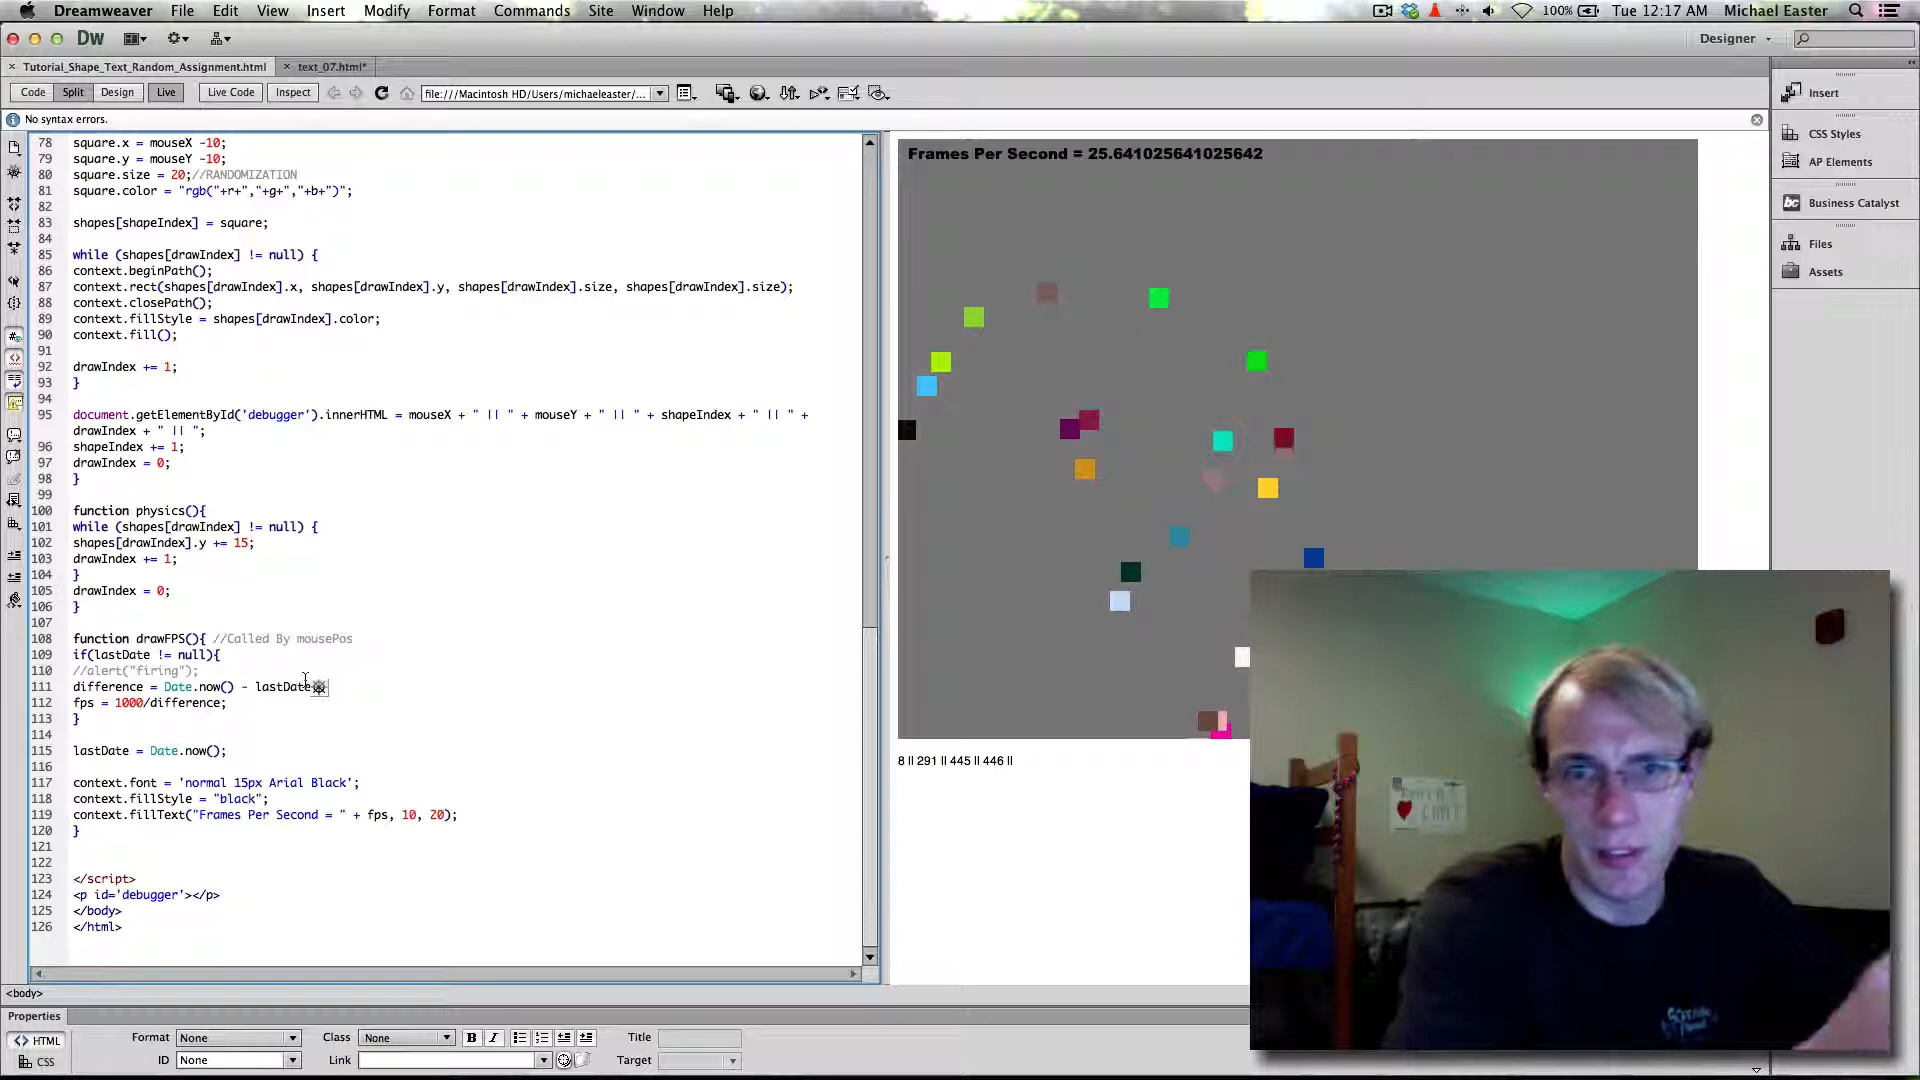 Dreamweaver File Edit View Insert Modify Format Commands Site Window Help
100% Tue 12:17 AM Michael Easter
Dw
Designer
Tutorial_Shape_Text_Random_Assignment.html
text_07.html*
Code Split Design Live Live Code Inspect
file:///Macintosh HD/Users/michaeleaster/...
No syntax errors.
78 square.x = mouseX -10;
79 square.y = mouseY -10;
80 square.size = 20;//RANDOMIZATION
81 square.color = "rgb("+r+","+g+","+b+")";
82
83 shapes[shapeIndex] = square;
84
85 while (shapes[drawIndex] != null) {
86 context.beginPath();
87 context.rect(shapes[drawIndex].x, shapes[drawIndex].y, shapes[drawIndex].size, shapes[drawIndex].size);
88 context.closePath();
89 context.fillStyle = shapes[drawIndex].color;
90 context.fill();
91
92 drawIndex += 1;
93 }
94
95 document.getElementById('debugger').innerHTML = mouseX + " || " + mouseY + " || " + shapeIndex + " || " +
drawIndex + " || ";
96 shapeIndex += 1;
97 drawIndex = 0;
98 }
99
100 function physics(){
101 while (shapes[drawIndex] != null) {
102 shapes[drawIndex].y += 15;
103 drawIndex += 1;
104 }
105 drawIndex = 0;
106 }
107
108 function drawFPS(){ //Called By mousePos
109 if(lastDate != null){
110 //alert("firing");
111 difference = Date.now() - lastDate
112 fps = 1000/difference;
113 }
114
115 lastDate = Date.now();
116
117 context.font = 'normal 15px Arial Black';
118 context.fillStyle = "black";
119 context.fillText("Frames Per Second = " + fps, 10, 20);
120 }
121
122
123 </script>
124 <p id='debugger'></p>
125 </body>
126 </html>
Frames Per Second = 25.641025641025642
8 || 291 || 445 || 446 ||
Insert
CSS Styles
AP Elements
Business Catalyst
Files
Assets
<body>
Properties
HTML
CSS
Format None
Class None
B I
Title
ID None
Link
Target